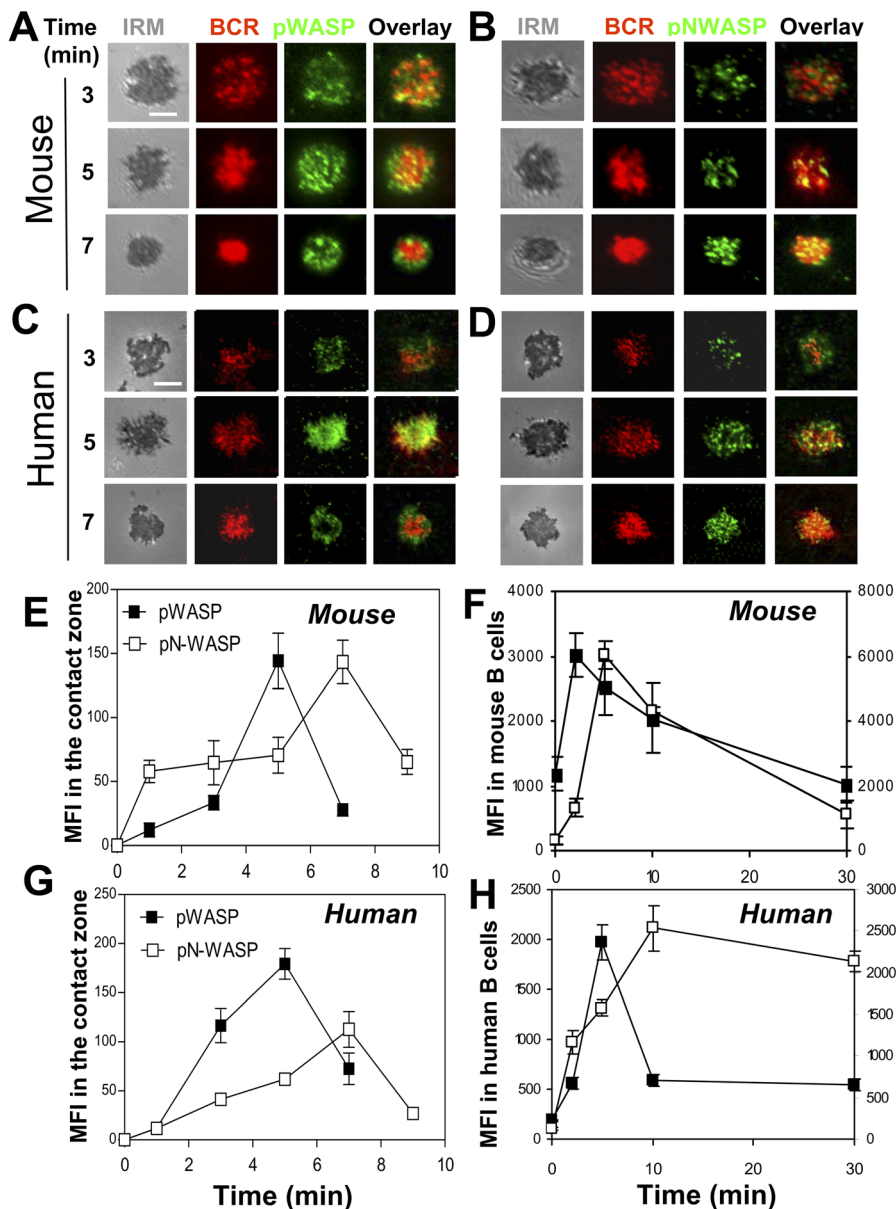 A Time (min) IRM BCR pWASP Overlay
B IRM BCR pNWASP Overlay
Mouse
3
5
7
C
D
Human
3
5
7
E
Mouse
pWASP
pN-WASP
MFI in the contact zone
200
150
100
50
0
0 2 4 6 8 10
F
Mouse
MFI in mouse B cells
4000
3000
2000
1000
0
8000
6000
4000
2000
0
0 10 20 30
G
Human
pWASP
pN-WASP
MFI in the contact zone
250
200
150
100
50
0
0 2 4 6 8 10
Time (min)
H
Human
MFI in human B cells
2500
2000
1500
1000
500
0
3000
2500
2000
1500
1000
500
0
0 10 20 30
Time (min)